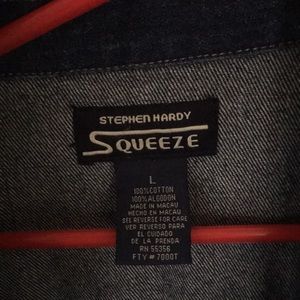 STEPHEN HARDY
SQUEEZE
L
100% COTTON
100% ALGODON
MADE IN MACAU
HECHO EN MACAU
SEE REVERSE FOR CARE
VER REVERSO PARA
EL CUIDADO DE
DE LA PRENDA
RN 55356
FTY # 7000T